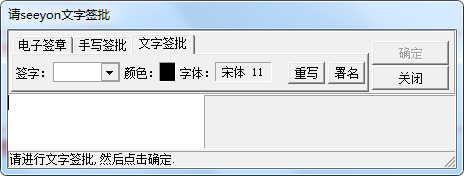 请seeyon文字签批
电子签章 手写签批 文字签批
签字： 颜色： 字体： 宋体 11 重写 署名
确定
关闭
请进行文字签批,然后点击确定.